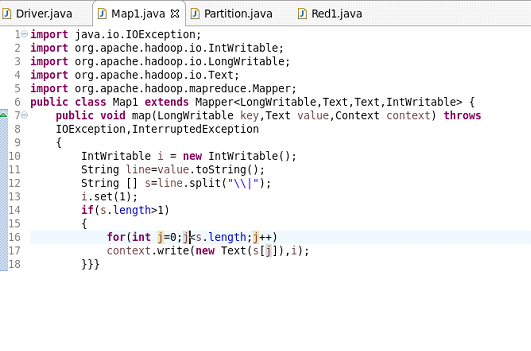 Driver.java Map1.java Partition.java Red1.java
1 import java.io.IOException;
2 import org.apache.hadoop.io.IntWritable;
3 import org.apache.hadoop.io.LongWritable;
4 import org.apache.hadoop.io.Text;
5 import org.apache.hadoop.mapreduce.Mapper;
6 public class Map1 extends Mapper<LongWritable,Text,Text,IntWritable> {
7 public void map(LongWritable key,Text value,Context context) throws
8 IOException,InterruptedException
9 {
10 IntWritable i = new IntWritable();
11 String line=value.toString();
12 String [] s=line.split("\\|");
13 i.set(1);
14 if(s.length>1)
15 {
16 for(int j=0;j<s.length;j++)
17 context.write(new Text(s[j]),i);
18 }}}